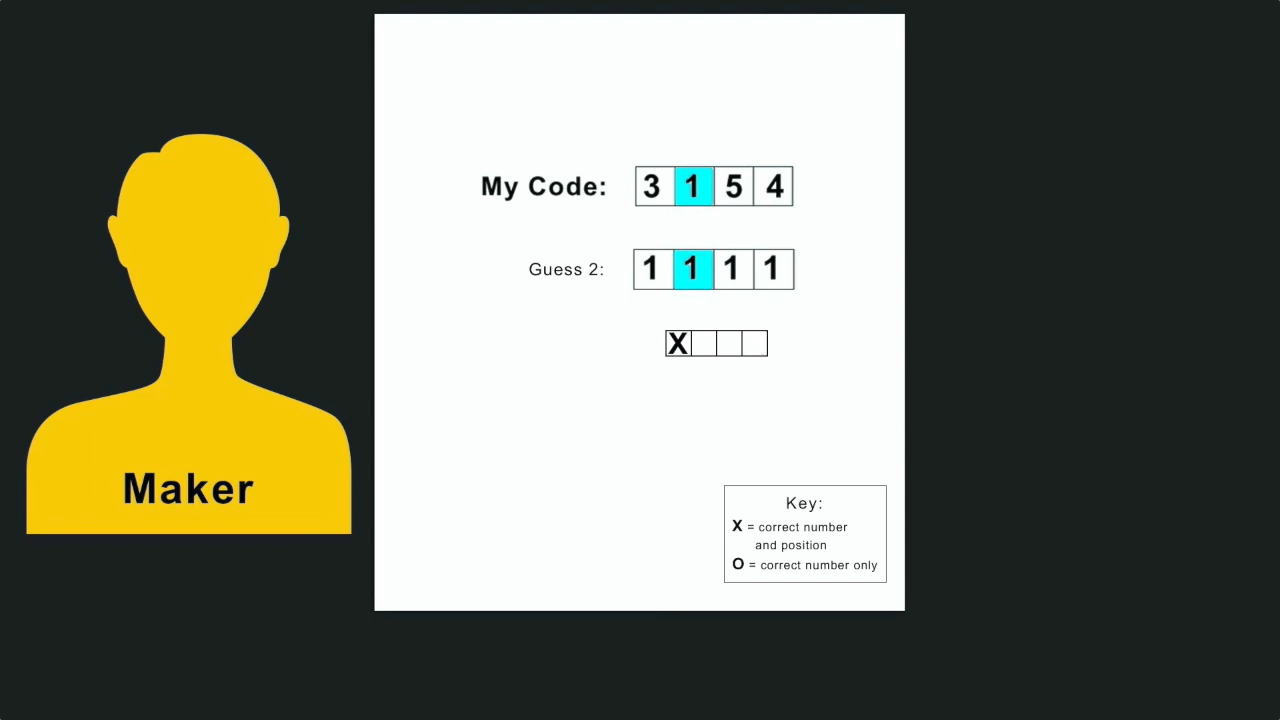 My Code: 3 1 5 4
Guess 2: 1 1 1 1
X
Maker
Key:
X = correct number
and position
O = correct number only